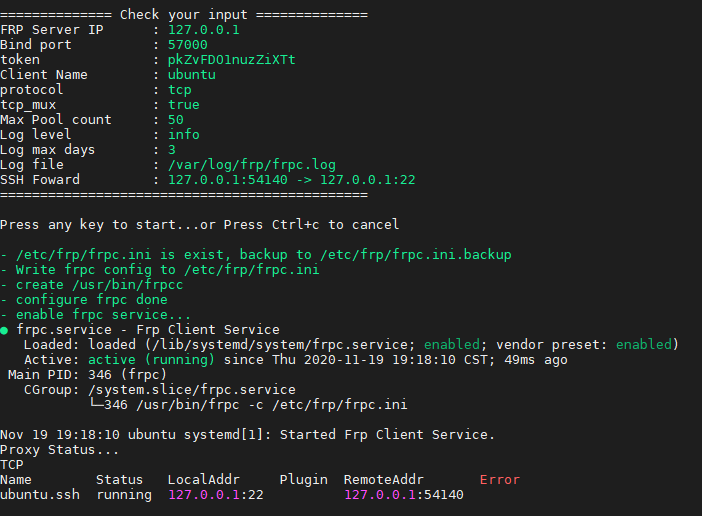 ============== Check your input ==============
FRP Server IP      : 127.0.0.1
Bind port          : 57000
token              : pkZvFDO1nuzZiXTt
Client Name        : ubuntu
protocol           : tcp
tcp_mux            : true
Max Pool count     : 50
Log level          : info
Log max days       : 3
Log file           : /var/log/frp/frpc.log
SSH Foward         : 127.0.0.1:54140 -> 127.0.0.1:22
==============================================
Press any key to start...or Press Ctrl+c to cancel
- /etc/frp/frpc.ini is exist, backup to /etc/frp/frpc.ini.backup
- Write frpc config to /etc/frp/frpc.ini
- create /usr/bin/frpcc
- configure frpc done
- enable frpc service...
● frpc.service - Frp Client Service
   Loaded: loaded (/lib/systemd/system/frpc.service; enabled; vendor preset: enabled)
   Active: active (running) since Thu 2020-11-19 19:18:10 CST; 49ms ago
 Main PID: 346 (frpc)
   CGroup: /system.slice/frpc.service
           └─346 /usr/bin/frpc -c /etc/frp/frpc.ini
Nov 19 19:18:10 ubuntu systemd[1]: Started Frp Client Service.
Proxy Status...
TCP
Name        Status   LocalAddr     Plugin  RemoteAddr       Error
ubuntu.ssh  running  127.0.0.1:22          127.0.0.1:54140